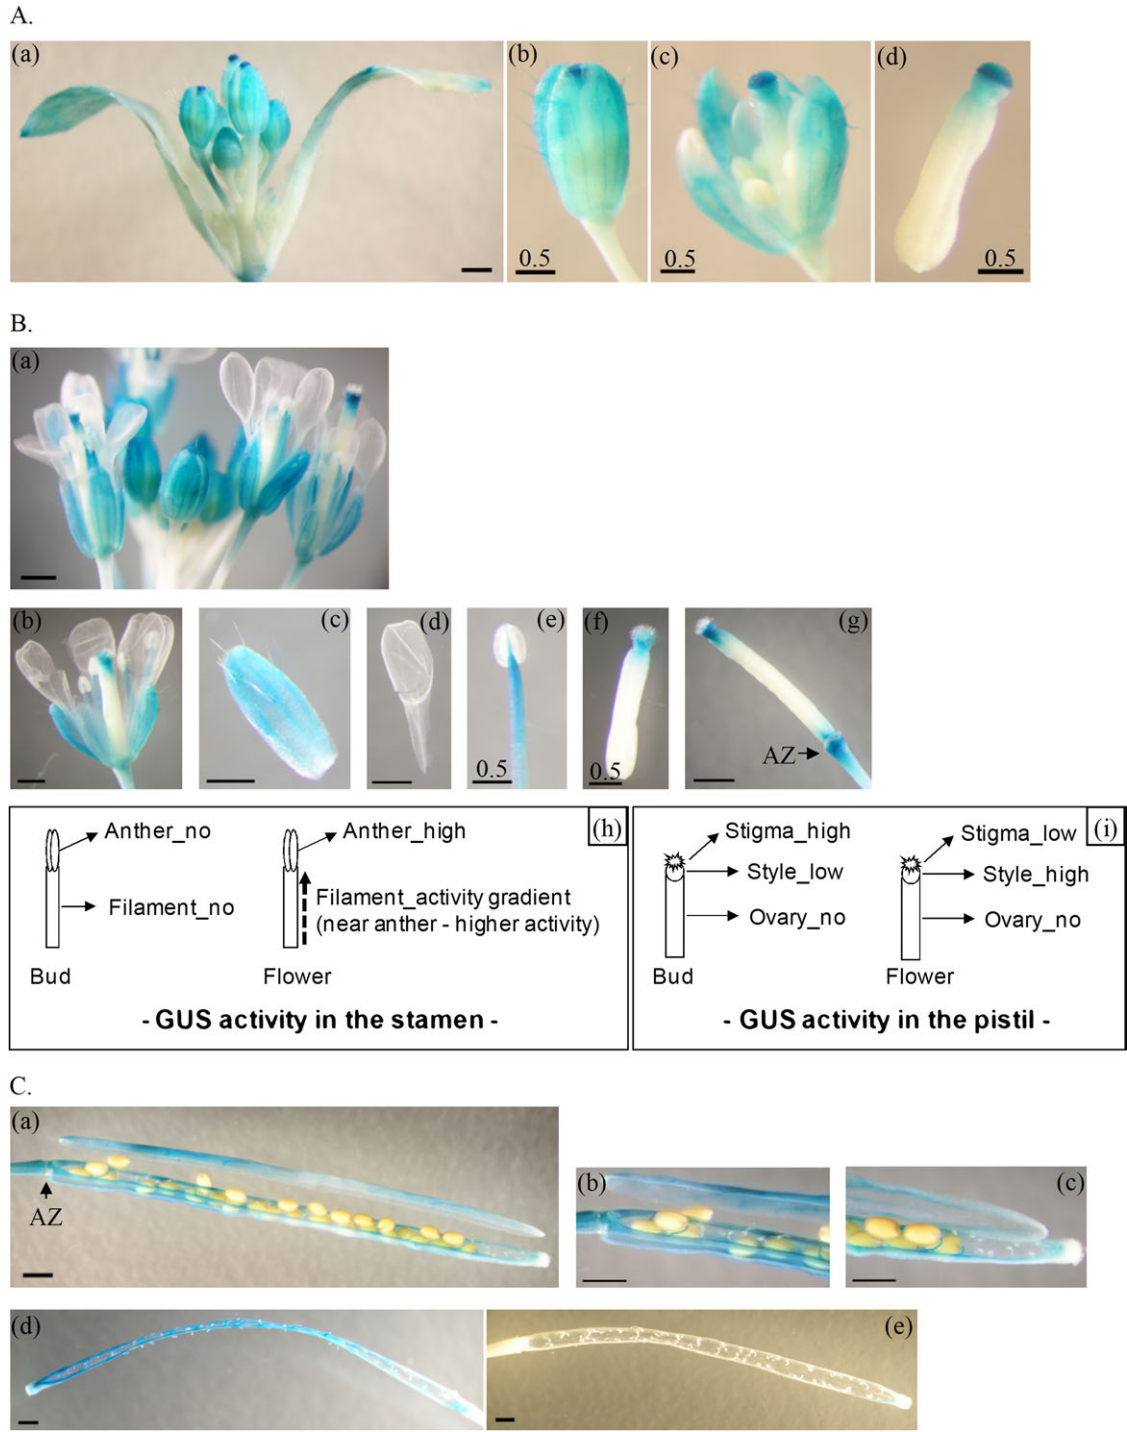 A.
(a)
(b)
(c)
(d)
0.5
0.5
0.5
B.
(a)
(b)
(c)
(d)
(e)
(f)
(g)
0.5
0.5
AZ
Anther_no
Filament_no
Bud
Anther_high
Filament_activity gradient
(near anther - higher activity)
Flower
(h)
- GUS activity in the stamen -
Stigma_high
Style_low
Ovary_no
Bud
Stigma_low
Style_high
Ovary_no
Flower
(i)
- GUS activity in the pistil -
C.
(a)
AZ
(b)
(c)
(d)
(e)